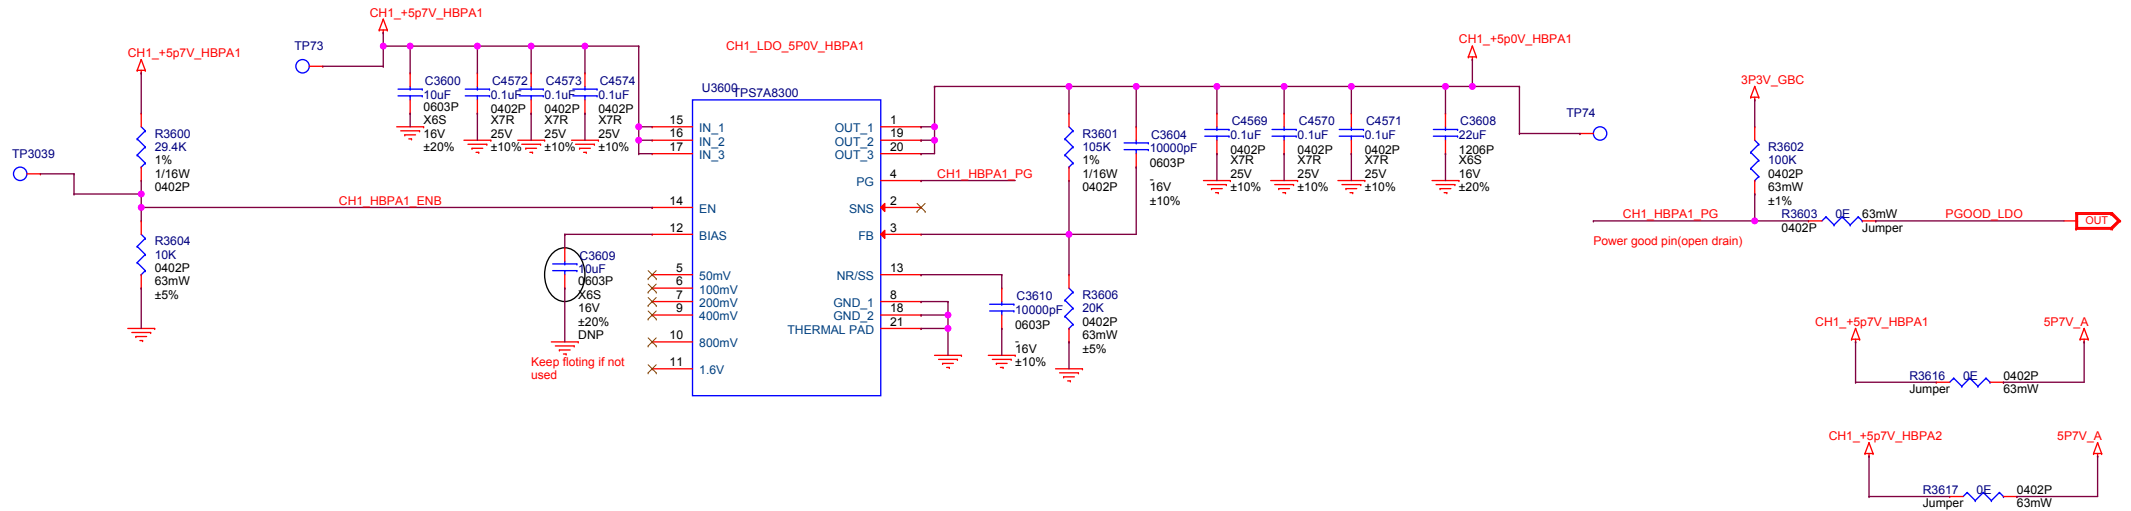 CH1_+5p7V_HBPA1
TP73
CH1_+5p7V_HBPA1
C3600
10uF
0603P
X6S
16V
±20%
C4572
0.1uF
0402P
X7R
25V
±10%
C4573
0.1uF
0402P
X7R
25V
±10%
C4574
0.1uF
0402P
X7R
25V
±10%
R3600
29.4K
1%
1/16W
0402P
TP3039
CH1_HBPA1_ENB
R3604
10K
0402P
63mW
±5%
C3609
10uF
0603P
X6S
16V
±20%
DNP
Keep floting if not
used
CH1_LDO_5P0V_HBPA1
U3600
TPS7A8300
15
IN_1
16
IN_2
17
IN_3
14
EN
12
BIAS
5
50mV
6
100mV
7
200mV
9
400mV
10
800mV
11
1.6V
OUT_1
1
OUT_2
19
OUT_3
20
PG
4
CH1_HBPA1_PG
SNS
2
FB
3
NR/SS
13
GND_1
8
GND_2
18
THERMAL PAD
21
CH1_+5p0V_HBPA1
R3601
105K
1%
1/16W
0402P
C3604
10000pF
0603P
-
16V
±10%
C4569
0.1uF
0402P
X7R
25V
±10%
C4570
0.1uF
0402P
X7R
25V
±10%
C4571
0.1uF
0402P
X7R
25V
±10%
C3608
22uF
1206P
X6S
16V
±20%
TP74
C3610
10000pF
0603P
-
16V
±10%
R3606
20K
0402P
63mW
±5%
3P3V_GBC
R3602
100K
0402P
63mW
±1%
CH1_HBPA1_PG
Power good pin(open drain)
R3603
0E
63mW
0402P
Jumper
PGOOD_LDO
OUT
CH1_+5p7V_HBPA1
5P7V_A
R3616
0E
0402P
Jumper
63mW
CH1_+5p7V_HBPA2
5P7V_A
R3617
0E
0402P
Jumper
63mW